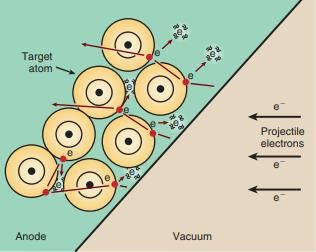 e
e
Target
atom
e
e
e⁻
e
e
Projectile
electrons
e
e
e⁻
e
e⁻
Anode
Vacuum